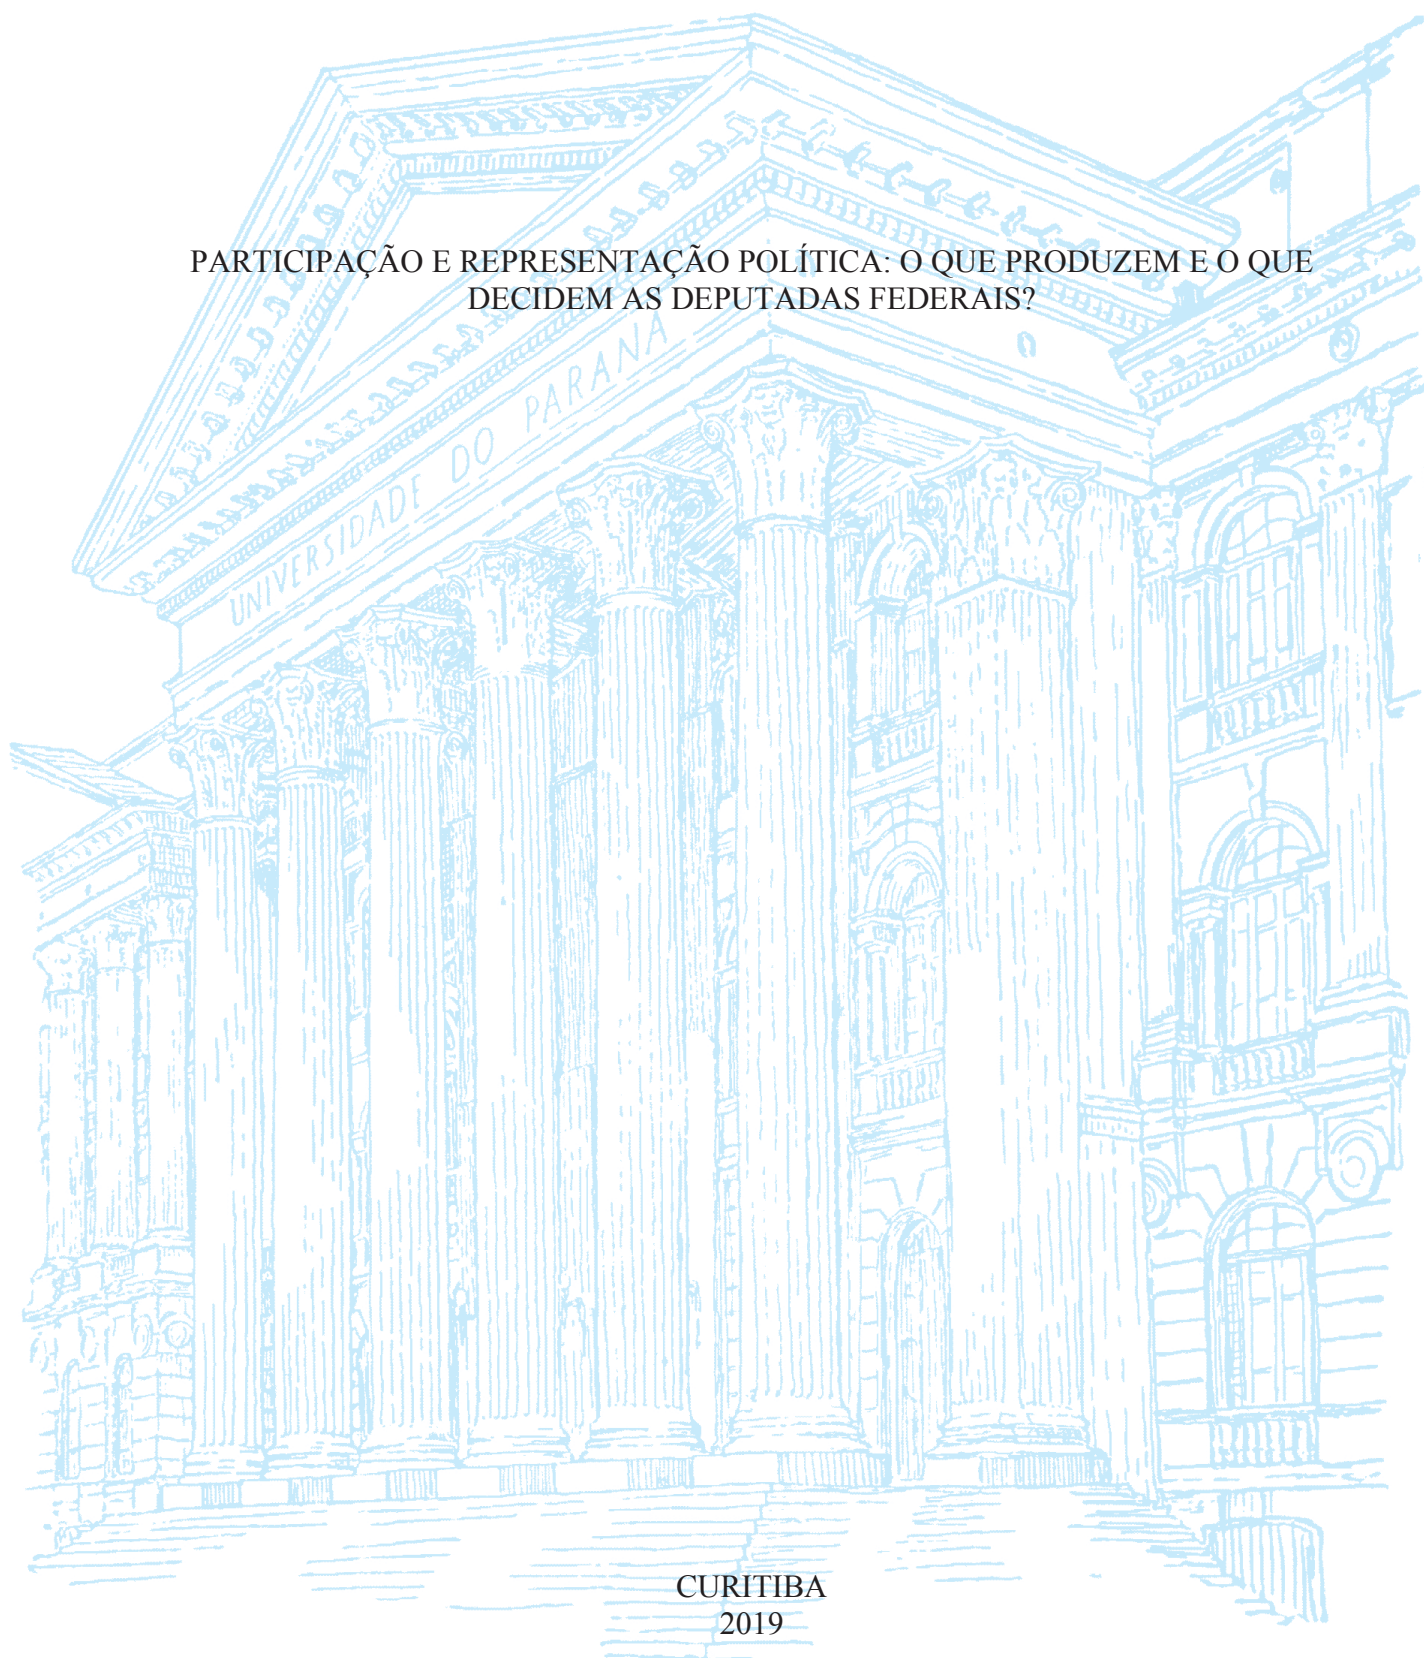 PARTICIPAÇÃO E REPRESENTAÇÃO POLÍTICA: O QUE PRODUZEM E O QUE
DECIDEM AS DEPUTADAS FEDERAIS?
UNIVERSIDADE DO PARANÁ
CURITIBA
2019